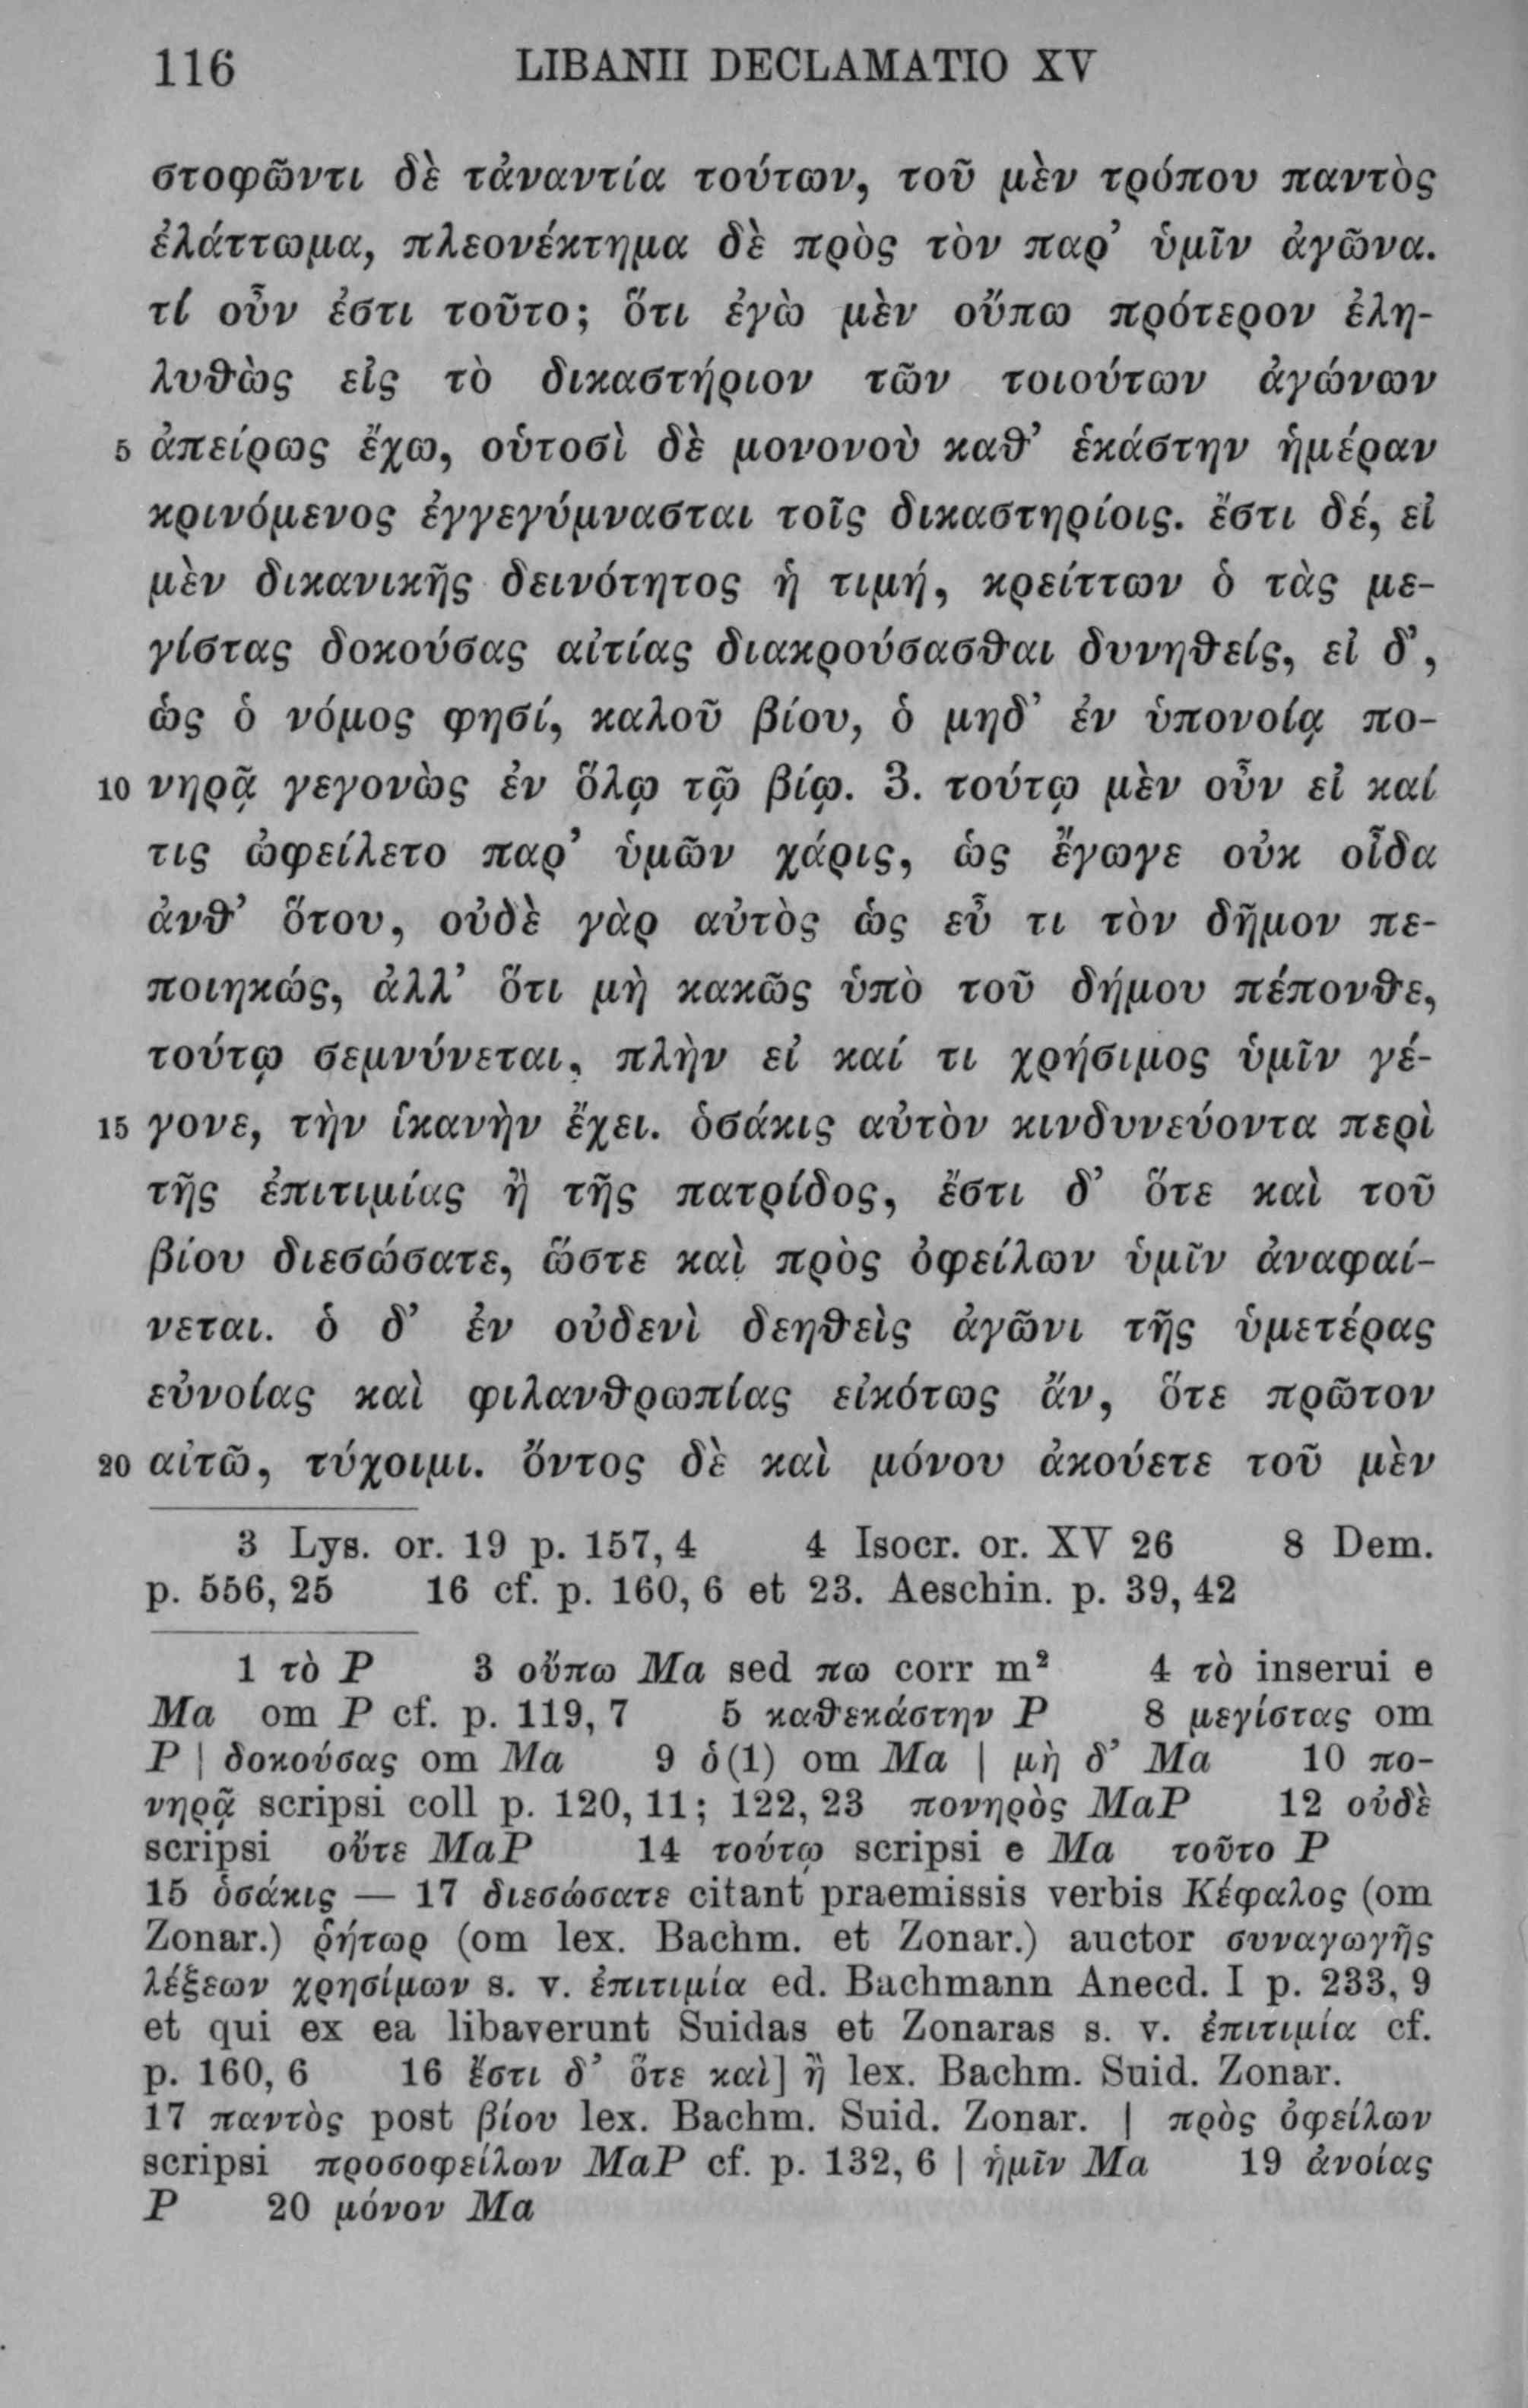 116 LIBANII DECLAMATIO XV
στοφῶντι δὲ τἀναντία τούτων, τοῦ μὲν τρόπου παντὸς
ἐλάττωμα, πλεονέκτημα δὲ πρὸς τὸν παρ’ ὑμῖν ἀγῶνα.
τί οὖν ἐστι τοῦτο; ὅτι ἐγὼ μὲν οὔπω πρότερον ἐλη-
λυθὼς εἰς τὸ δικαστήριον τῶν τοιούτων ἀγώνων
5 ἀπείρως ἔχω, οὑτοσὶ δὲ μονονοὺ καθ’ ἑκάστην ἡμέραν
κρινόμενος ἐγγεγύμνασται τοῖς δικαστηρίοις. ἔστι δέ, εἰ
μὲν δικανικῆς δεινότητος ἡ τιμή, κρείττων ὁ τὰς με-
γίστας δοκούσας αἰτίας διακρούσασθαι δυνηθείς, εἰ δ’,
ὡς ὁ νόμος φησί, καλοῦ βίου, ὁ μηδ’ ἐν ὑπονοίᾳ πο-
10 νηρᾷ γεγονὼς ἐν ὅλῳ τῷ βίῳ. 3. τούτῳ μὲν οὖν εἰ καί
τις ὠφείλετο παρ’ ὑμῶν χάρις, ὡς ἔγωγε οὐκ οἶδα
ἀνθ’ ὅτου, οὐδὲ γὰρ αὐτὸς ὡς εὖ τι τὸν δῆμον πε-
ποιηκώς, ἀλλ’ ὅτι μὴ κακῶς ὑπὸ τοῦ δήμου πέπονθε,
τούτῳ σεμνύνεται, πλὴν εἰ καί τι χρήσιμος ὑμῖν γέ-
15 γονε, τὴν ἱκανὴν ἔχει. ὁσάκις αὐτὸν κινδυνεύοντα περὶ
τῆς ἐπιτιμίας ἢ τῆς πατρίδος, ἔστι δ’ ὅτε καὶ τοῦ
βίου διεσώσατε, ὥστε καὶ πρὸς ὀφείλων ὑμῖν ἀναφαί-
νεται. ὁ δ’ ἐν οὐδενὶ δεηθεὶς ἀγῶνι τῆς ὑμετέρας
εὐνοίας καὶ φιλανθρωπίας εἰκότως ἄν, ὅτε πρῶτον
20 αἰτῶ, τύχοιμι. ὄντος δὲ καὶ μόνου ἀκούετε τοῦ μὲν
3 Lys. or. 19 p. 157, 4 4 Isocr. or. XV 26 8 Dem.
p. 556, 25 16 cf. p. 160, 6 et 23. Aeschin. p. 39, 42
1 τὸ P 3 οὔπω Ma sed πω corr m² 4 τὸ inserui e
Ma om P cf. p. 119, 7 5 καθεκάστην P 8 μεγίστας om
P | δοκούσας om Ma 9 ὁ(1) om Ma | μὴ δ’ Ma 10 πο-
νηρᾷ scripsi coll p. 120, 11; 122, 23 πονηρὸς MaP 12 οὐδὲ
scripsi οὔτε MaP 14 τούτῳ scripsi e Ma τοῦτο P
15 ὁσάκις — 17 διεσώσατε citant praemissis verbis Κέφαλος (om
Zonar.) ῥήτωρ (om lex. Bachm. et Zonar.) auctor συναγωγῆς
λέξεων χρησίμων s. v. ἐπιτιμία ed. Bachmann Anecd. I p. 233, 9
et qui ex ea libaverunt Suidas et Zonaras s. v. ἐπιτιμία cf.
p. 160, 6 16 ἔστι δ’ ὅτε καὶ] ἢ lex. Bachm. Suid. Zonar.
17 παντὸς post βίου lex. Bachm. Suid. Zonar. | πρὸς ὀφείλων
scripsi προσοφείλων MaP cf. p. 132, 6 | ἡμῖν Ma 19 ἀνοίας
P 20 μόνον Ma